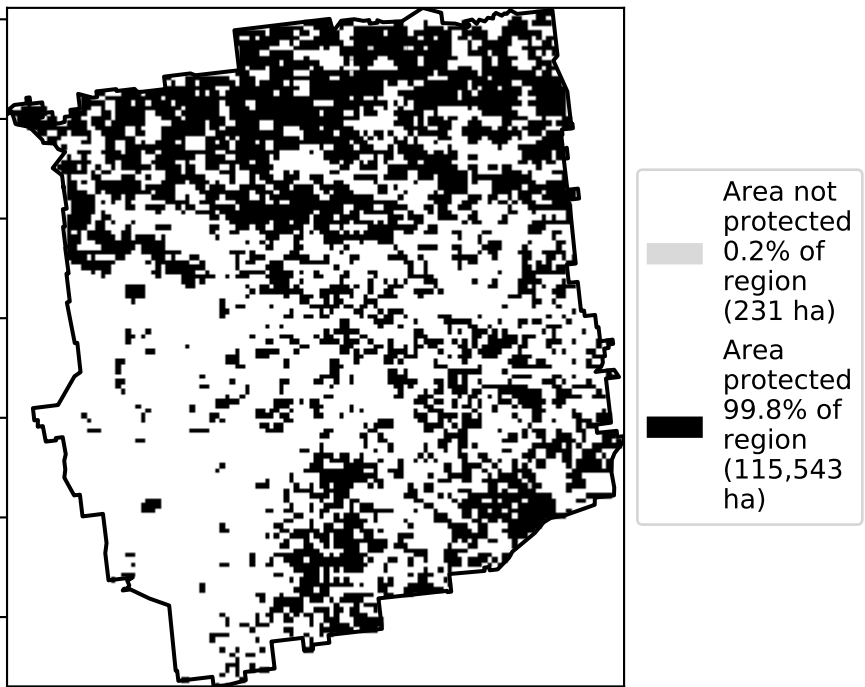 Area not
protected
0.2% of
region
(231 ha)
Area
protected
99.8% of
region
(115,543
ha)